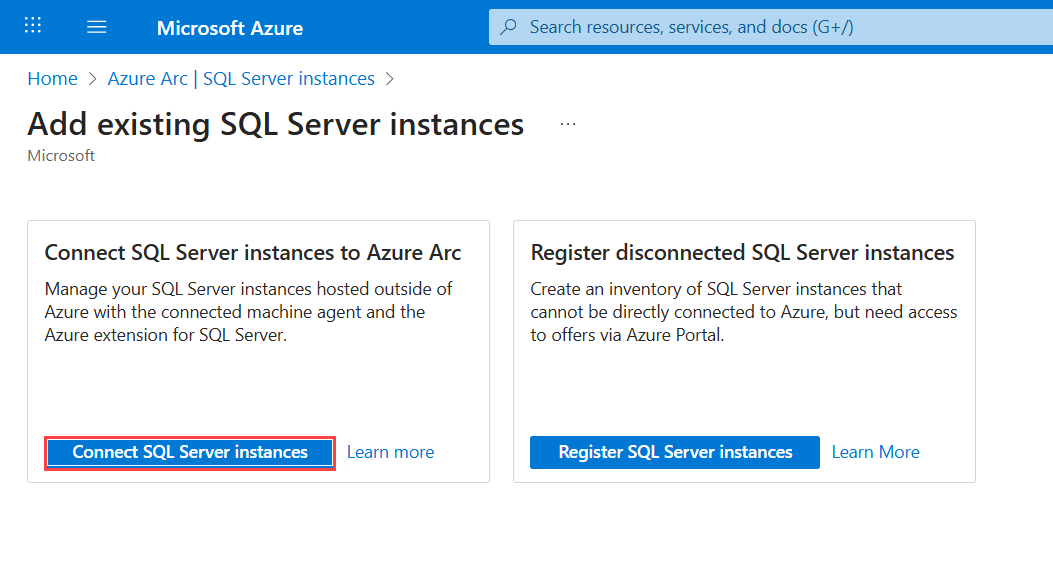 Microsoft Azure
Search resources, services, and docs (G+/)
Home > Azure Arc | SQL Server instances >
Add existing SQL Server instances ...
Microsoft
Connect SQL Server instances to Azure Arc
Manage your SQL Server instances hosted outside of
Azure with the connected machine agent and the
Azure extension for SQL Server.
Connect SQL Server instances Learn more
Register disconnected SQL Server instances
Create an inventory of SQL Server instances that
cannot be directly connected to Azure, but need access
to offers via Azure Portal.
Register SQL Server instances Learn More